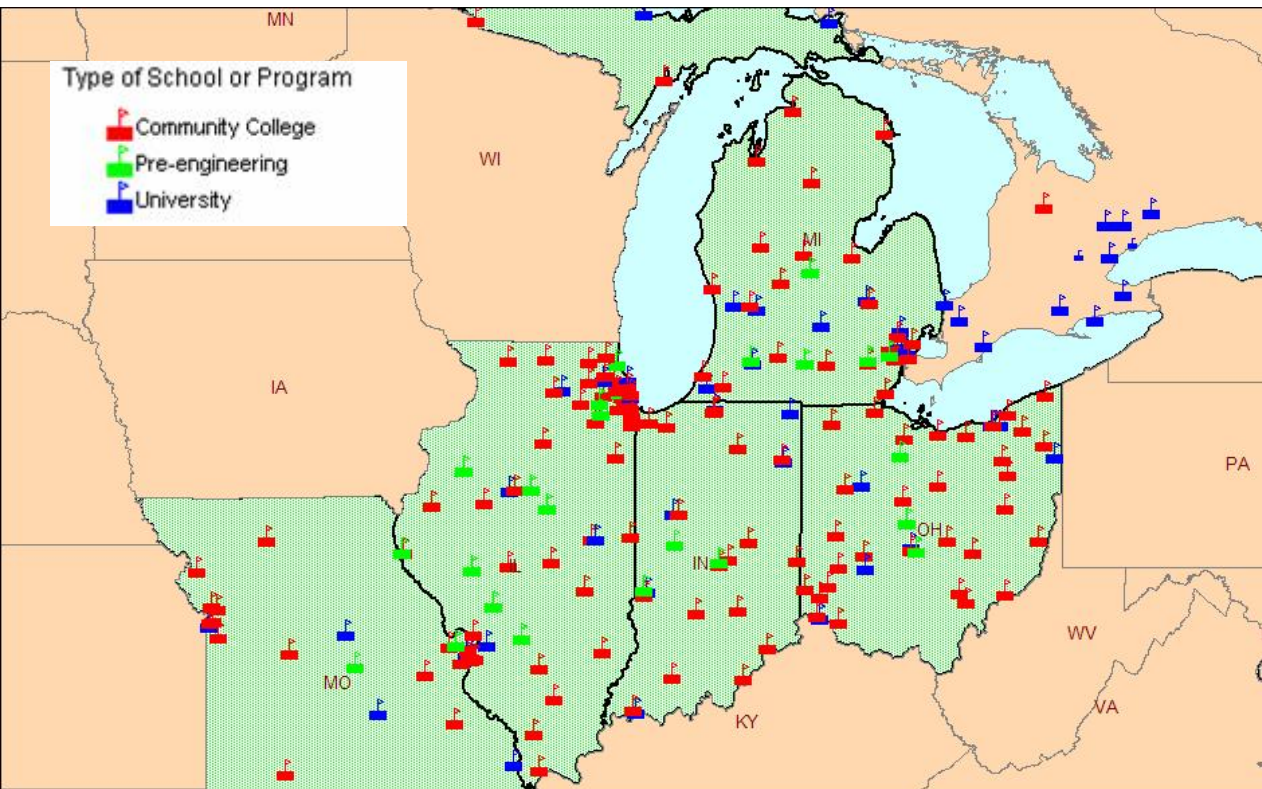 MN
Type of School or Program
Community College
Pre-engineering
University
WI
MI
IA
PA
OH
IL
IN
WV
MO
VA
KY